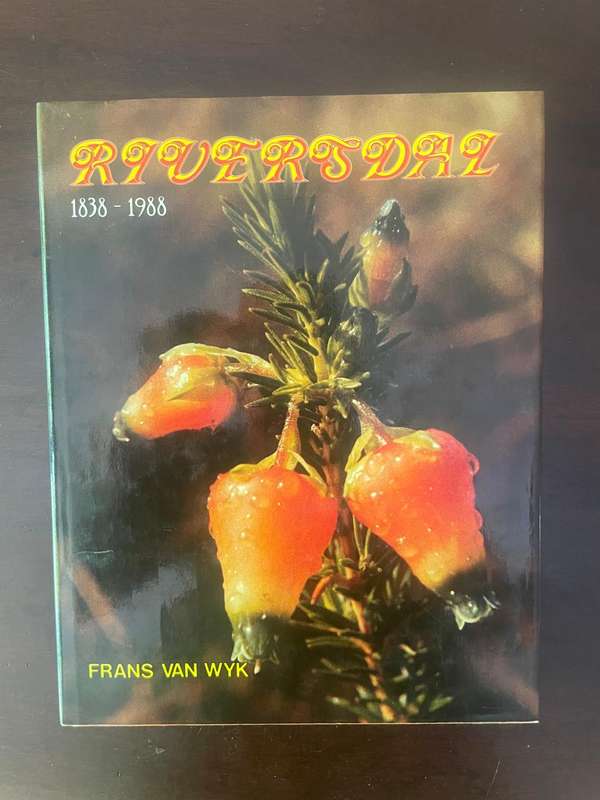 RIVERSDAL
1838 - 1988
FRANS VAN WYK